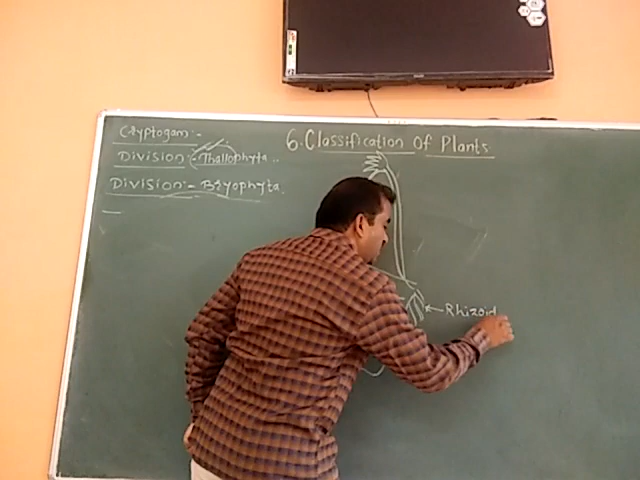 6. Classification Of Plants.
Cryptogam:-
Division:- Thallophyta..
Division:- Bryophyta.
Rhizoid